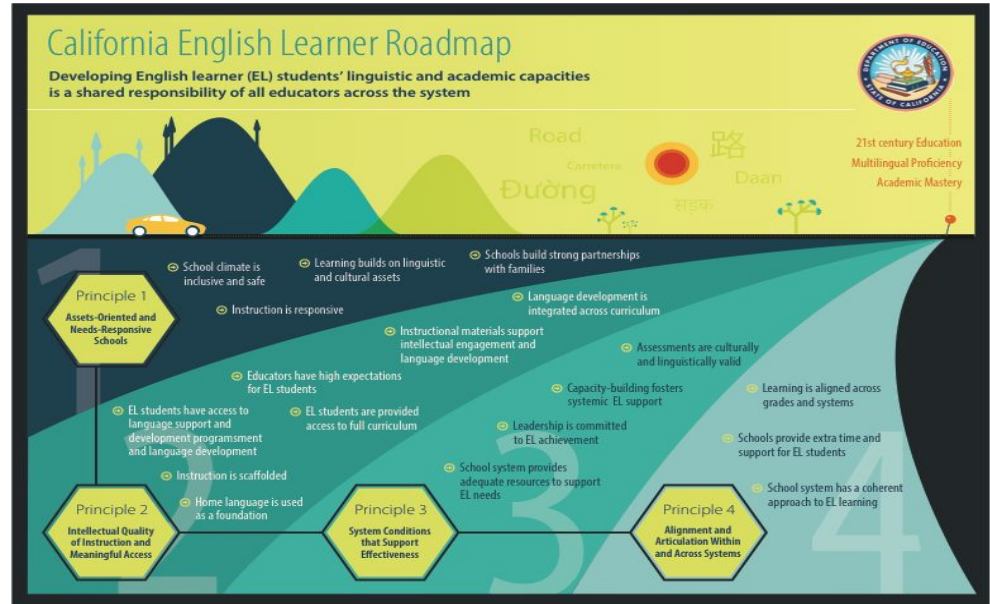 California English Learner Roadmap
Developing English learner (EL) students' linguistic and academic capacities
is a shared responsibility of all educators across the system
DEPARTMENT OF EDUCATION
STATE OF CALIFORNIA
21st century Education
Multilingual Proficiency
Academic Mastery
Road
路
Carretera
Daan
Đường
सड़क
1
School climate is
inclusive and safe
Learning builds on linguistic
and cultural assets
Schools build strong partnerships
with families
Instruction is responsive
Principle 1
Assets-Oriented and
Needs-Responsive
Schools
2
Language development is
integrated across curriculum
Instructional materials support
intellectual engagement and
language development
Educators have high expectations
for EL students
EL students have access to
language support and
development programsment
and language development
EL students are provided
access to full curriculum
Instruction is scaffolded
Home language is used
as a foundation
Principle 2
Intellectual Quality
of Instruction and
Meaningful Access
3
Assessments are culturally
and linguistically valid
Capacity-building fosters
systemic EL support
Leadership is committed
to EL achievement
School system provides
adequate resources to support
EL needs
Principle 3
System Conditions
that Support
Effectiveness
4
Learning is aligned across
grades and systems
Schools provide extra time and
support for EL students
School system has a coherent
approach to EL learning
Principle 4
Alignment and
Articulation Within
and Across Systems